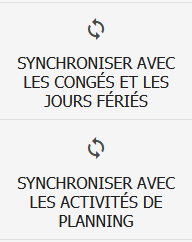 SYNCHRONISER AVEC
LES CONGÉS ET LES
JOURS FÉRIÉS
SYNCHRONISER AVEC
LES ACTIVITÉS DE
PLANNING